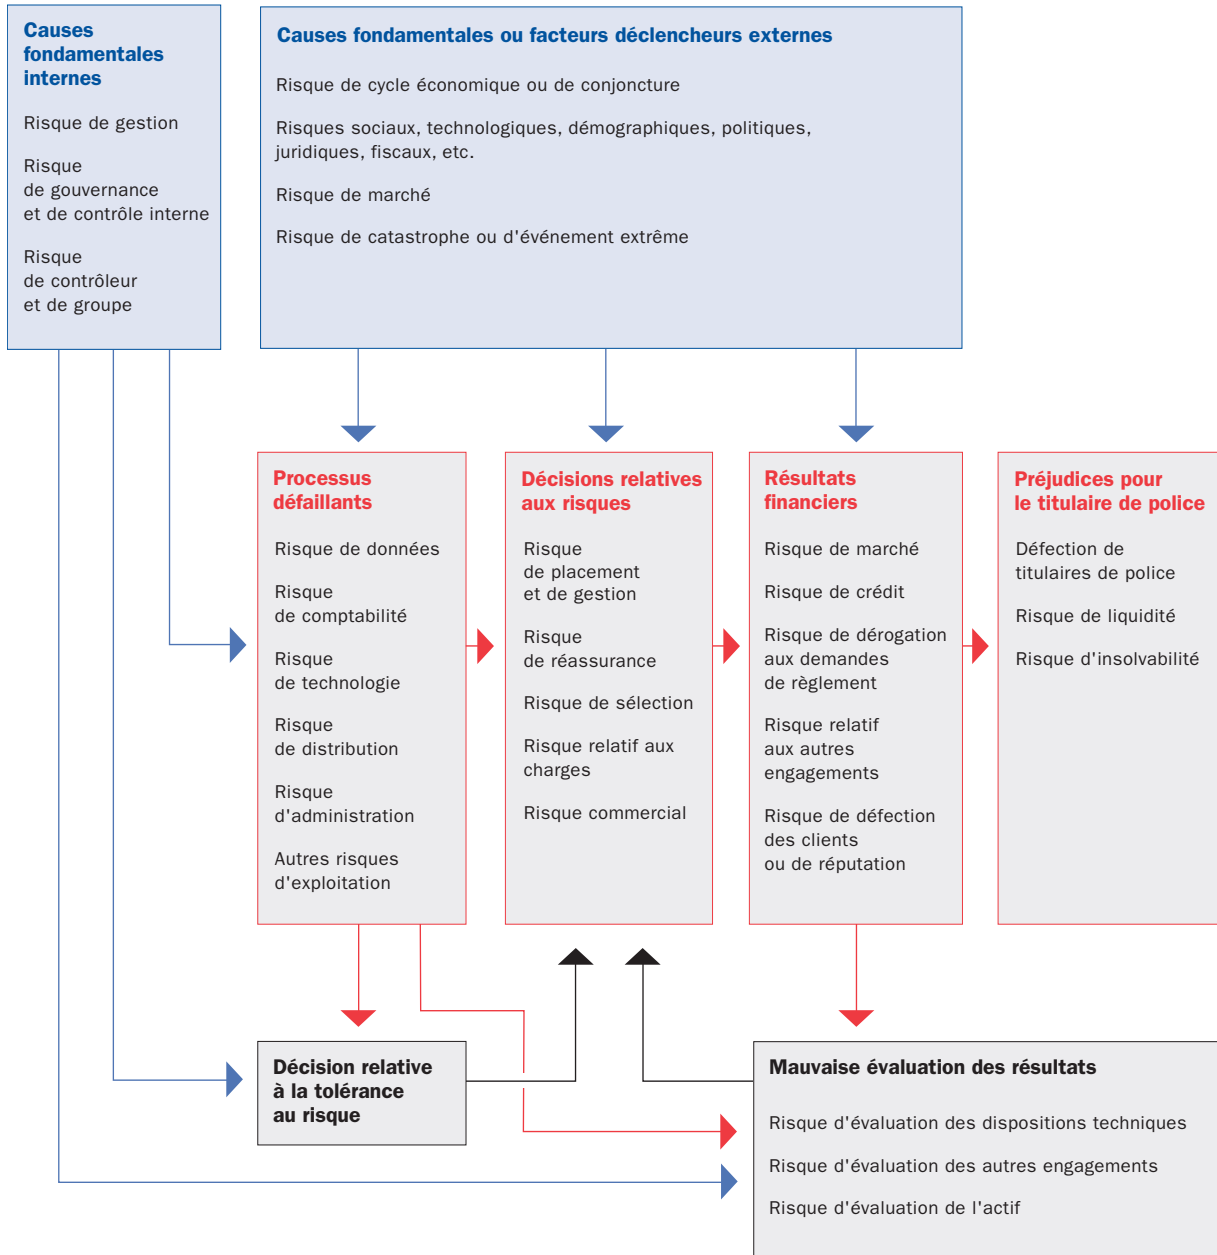 Causes
fondamentales
internes
Risque de gestion
Risque
de gouvernance
et de contrôle interne
Risque
de contrôleur
et de groupe
Causes fondamentales ou facteurs déclencheurs externes
Risque de cycle économique ou de conjoncture
Risques sociaux, technologiques, démographiques, politiques,
juridiques, fiscaux, etc.
Risque de marché
Risque de catastrophe ou d'événement extrême
Processus
défaillants
Risque de données
Risque
de comptabilité
Risque
de technologie
Risque
de distribution
Risque
d'administration
Autres risques
d'exploitation
Décisions relatives
aux risques
Risque
de placement
et de gestion
Risque
de réassurance
Risque de sélection
Risque relatif aux
charges
Risque commercial
Résultats
financiers
Risque de marché
Risque de crédit
Risque de dérogation
aux demandes
de règlement
Risque relatif
aux autres
engagements
Risque de défection
des clients
ou de réputation
Préjudices pour
le titulaire de police
Défection de
titulaires de police
Risque de liquidité
Risque d'insolvabilité
Décision relative
à la tolérance
au risque
Mauvaise évaluation des résultats
Risque d'évaluation des dispositions techniques
Risque d'évaluation des autres engagements
Risque d'évaluation de l'actif